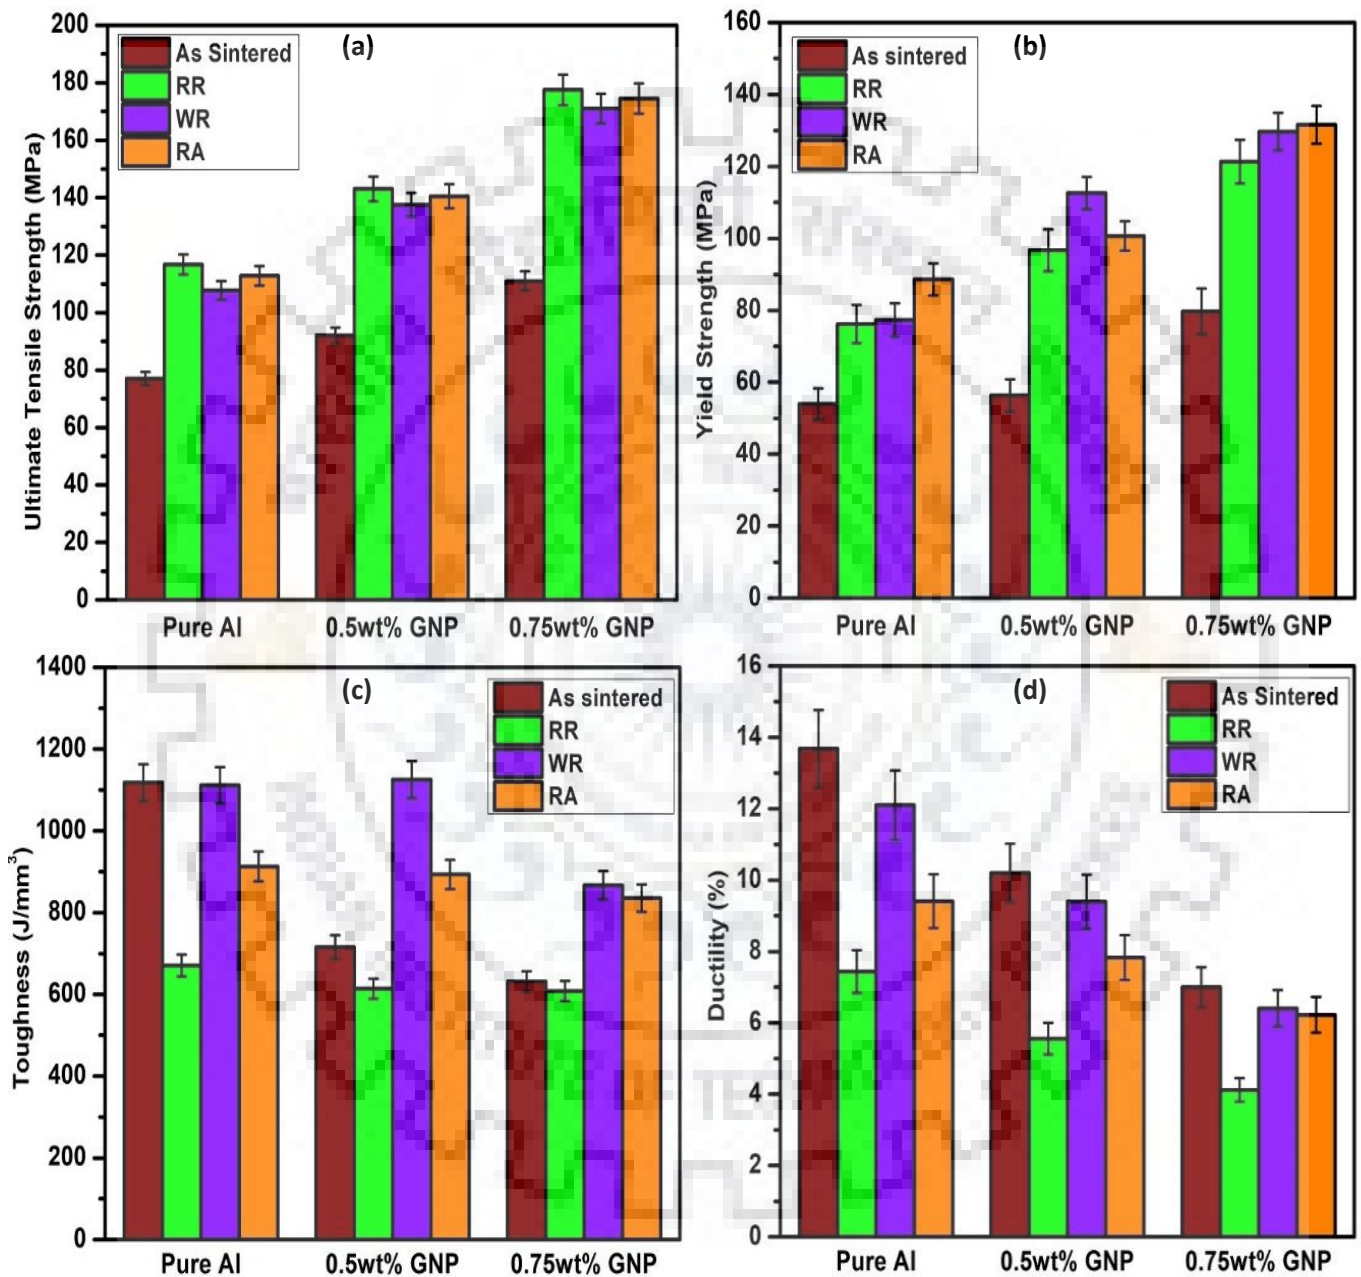 (a)
As Sintered
RR
WR
RA
200
180
160
140
120
100
80
60
40
20
0
Ultimate Tensile Strength (MPa)
Pure Al 0.5wt% GNP 0.75wt% GNP
(b)
As sintered
RR
WR
RA
160
140
120
100
80
60
40
20
0
Yield Strength (MPa)
Pure Al 0.5wt% GNP 0.75wt% GNP
(c)
As sintered
RR
WR
RA
1400
1200
1000
800
600
400
200
0
Toughness (J/mm³)
Pure Al 0.5wt% GNP 0.75wt% GNP
(d)
As Sintered
RR
WR
RA
16
14
12
10
8
6
4
2
0
Ductility (%)
Pure Al 0.5wt% GNP 0.75wt% GNP